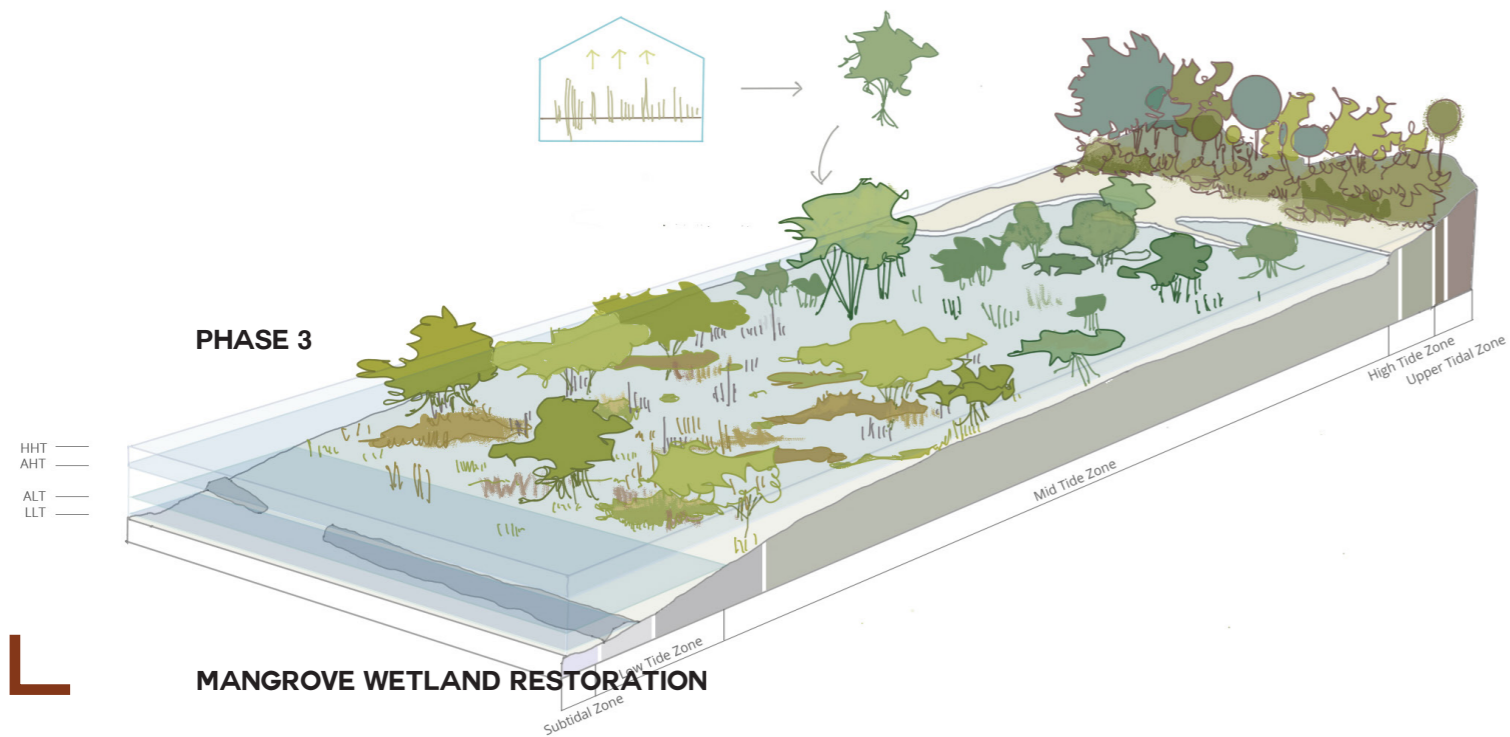 PHASE 3
HHT
AHT
ALT
LLT
High Tide Zone
Upper Tidal Zone
Mid Tide Zone
Low Tide Zone
MANGROVE WETLAND RESTORATION
Subtidal Zone